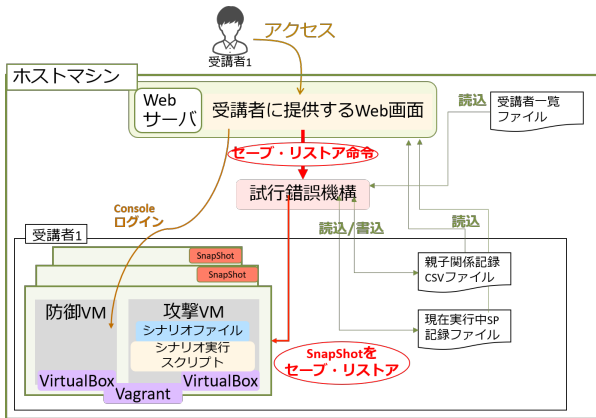 アクセス
受講者1
ホストマシン
Web
サーバ
受講者に提供するWeb画面
読込
受講者一覧
ファイル
セーブ・リストア命令
試行錯誤機構
Console
ログイン
読込/書込
読込
受講者1
SnapShot
SnapShot
親子関係記録
CSVファイル
防御VM
攻撃VM
シナリオファイル
シナリオ実行
スクリプト
現在実行中SP
記録ファイル
SnapShotを
セーブ・リストア
VirtualBox
VirtualBox
Vagrant